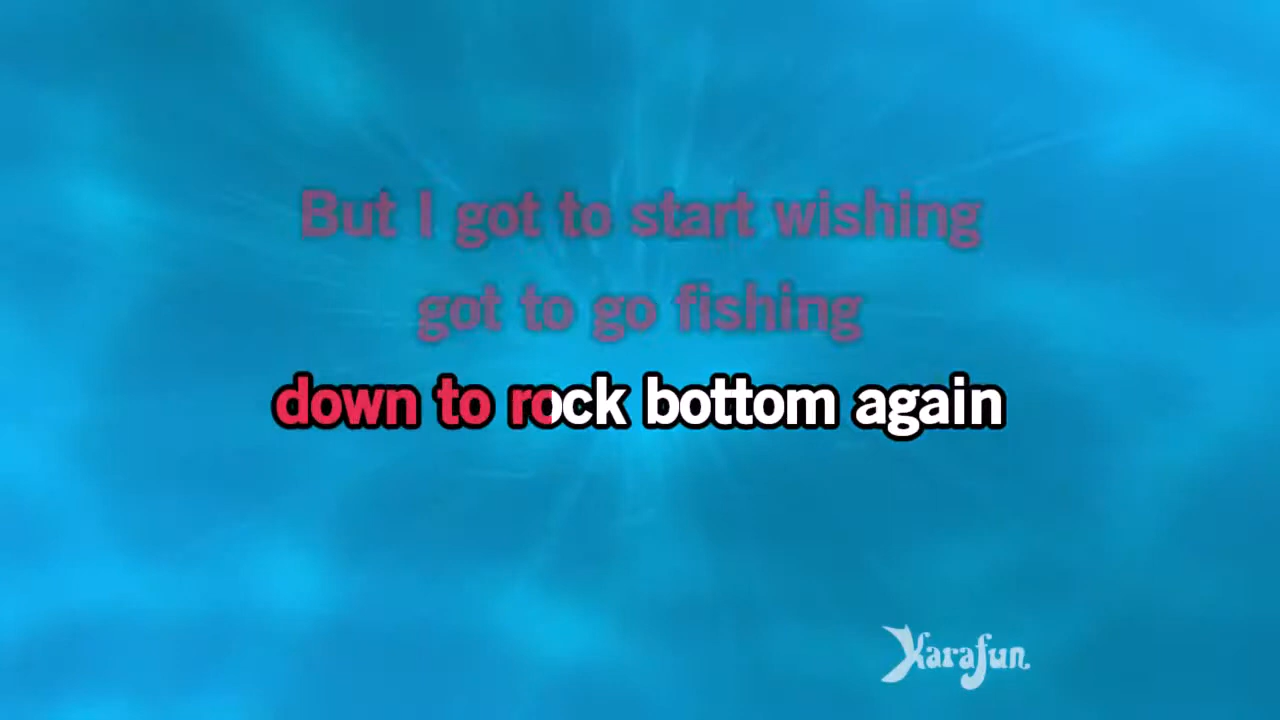 But I got to start wishing
got to go fishing
down to rock bottom again
Karafun